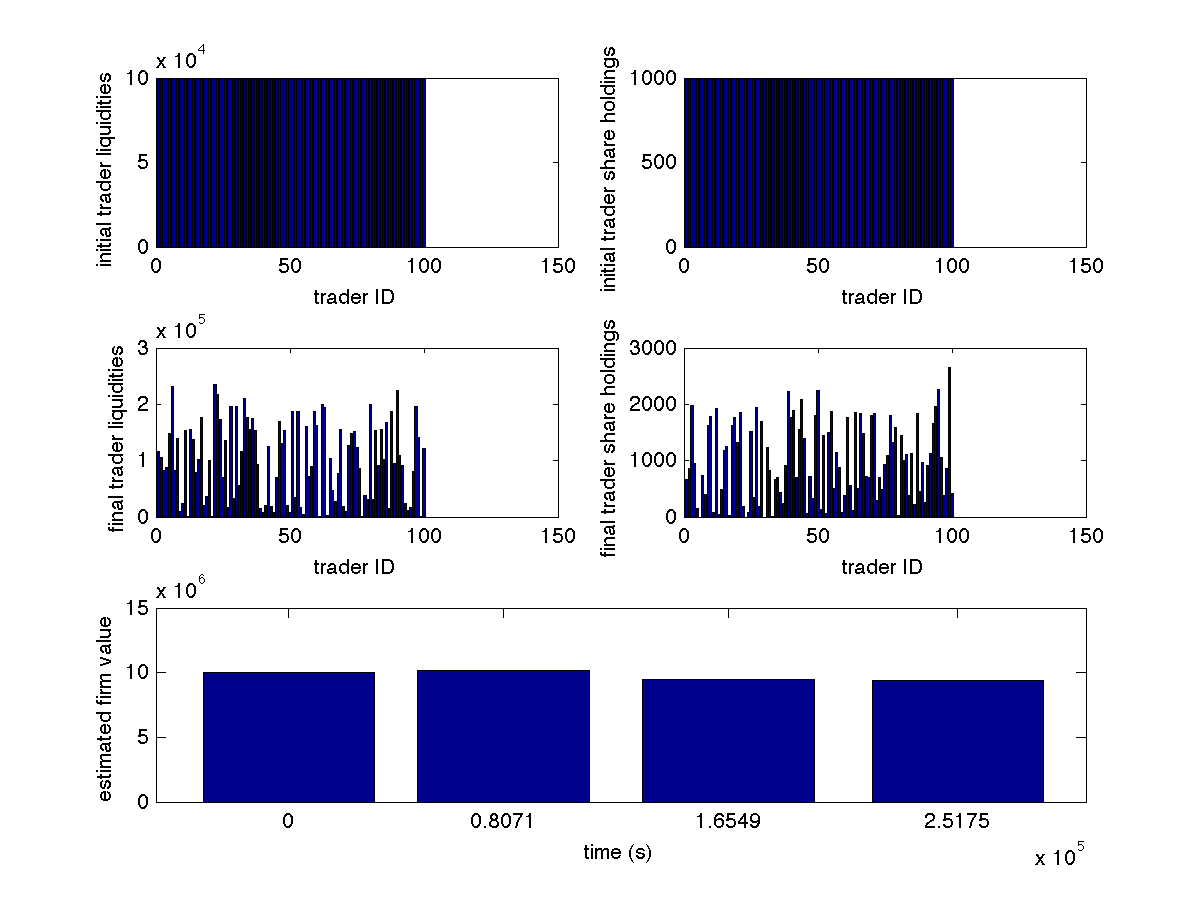 x 10^4
10
5
0
initial trader liquidities
0 50 100 150
trader ID
1000
500
0
initial trader share holdings
0 50 100 150
trader ID
x 10^5
3
2
1
0
final trader liquidities
0 50 100 150
trader ID
3000
2000
1000
0
final trader share holdings
0 50 100 150
trader ID
x 10^6
15
10
5
0
estimated firm value
0 0.8071 1.6549 2.5175
time (s)
x 10^5